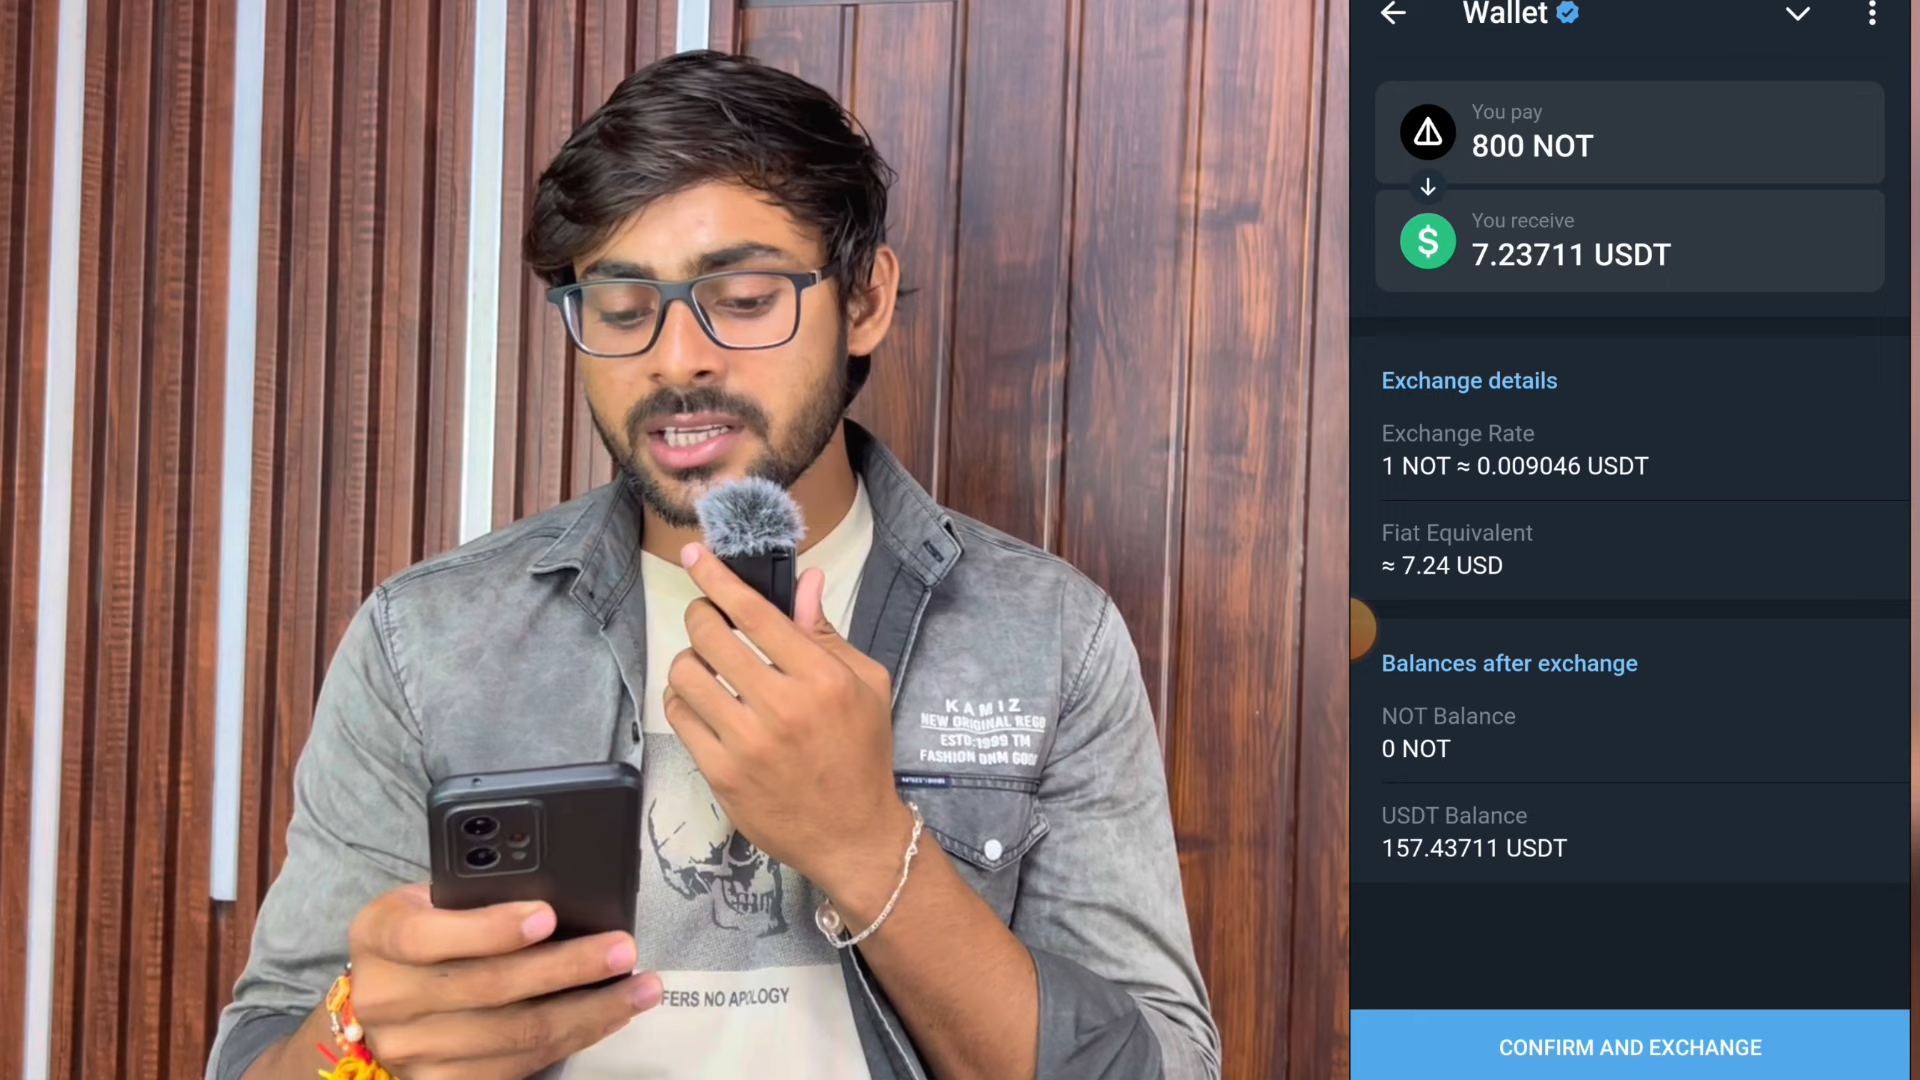 Wallet
You pay
800 NOT
You receive
7.23711 USDT
Exchange details
Exchange Rate
1 NOT ≈ 0.009046 USDT
Fiat Equivalent
≈ 7.24 USD
Balances after exchange
NOT Balance
0 NOT
USDT Balance
157.43711 USDT
CONFIRM AND EXCHANGE
KAMIZ
NEW ORIGINAL REGD
ESTD:1999 TM
FASHION DNM
FERS NO APOLOGY